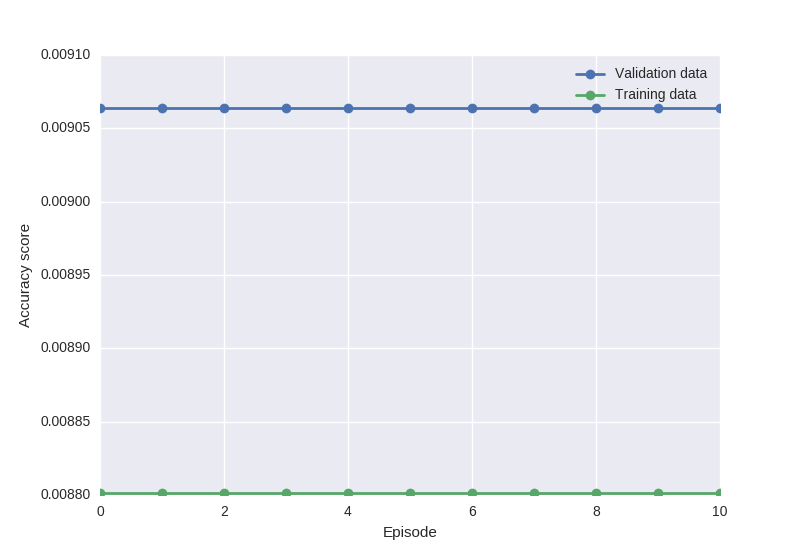 0.00910
0.00905
0.00900
0.00895
0.00890
0.00885
0.00880
Accuracy score
Validation data
Training data
0 2 4 6 8 10
Episode